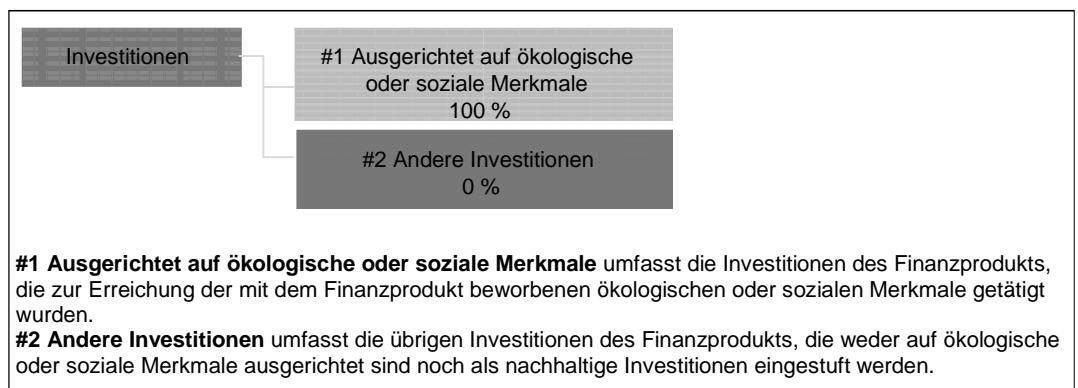 Investitionen
#1 Ausgerichtet auf ökologische
oder soziale Merkmale
100 %
#2 Andere Investitionen
0 %
#1 Ausgerichtet auf ökologische oder soziale Merkmale umfasst die Investitionen des Finanzprodukts,
die zur Erreichung der mit dem Finanzprodukt beworbenen ökologischen oder sozialen Merkmale getätigt
wurden.
#2 Andere Investitionen umfasst die übrigen Investitionen des Finanzprodukts, die weder auf ökologische
oder soziale Merkmale ausgerichtet sind noch als nachhaltige Investitionen eingestuft werden.